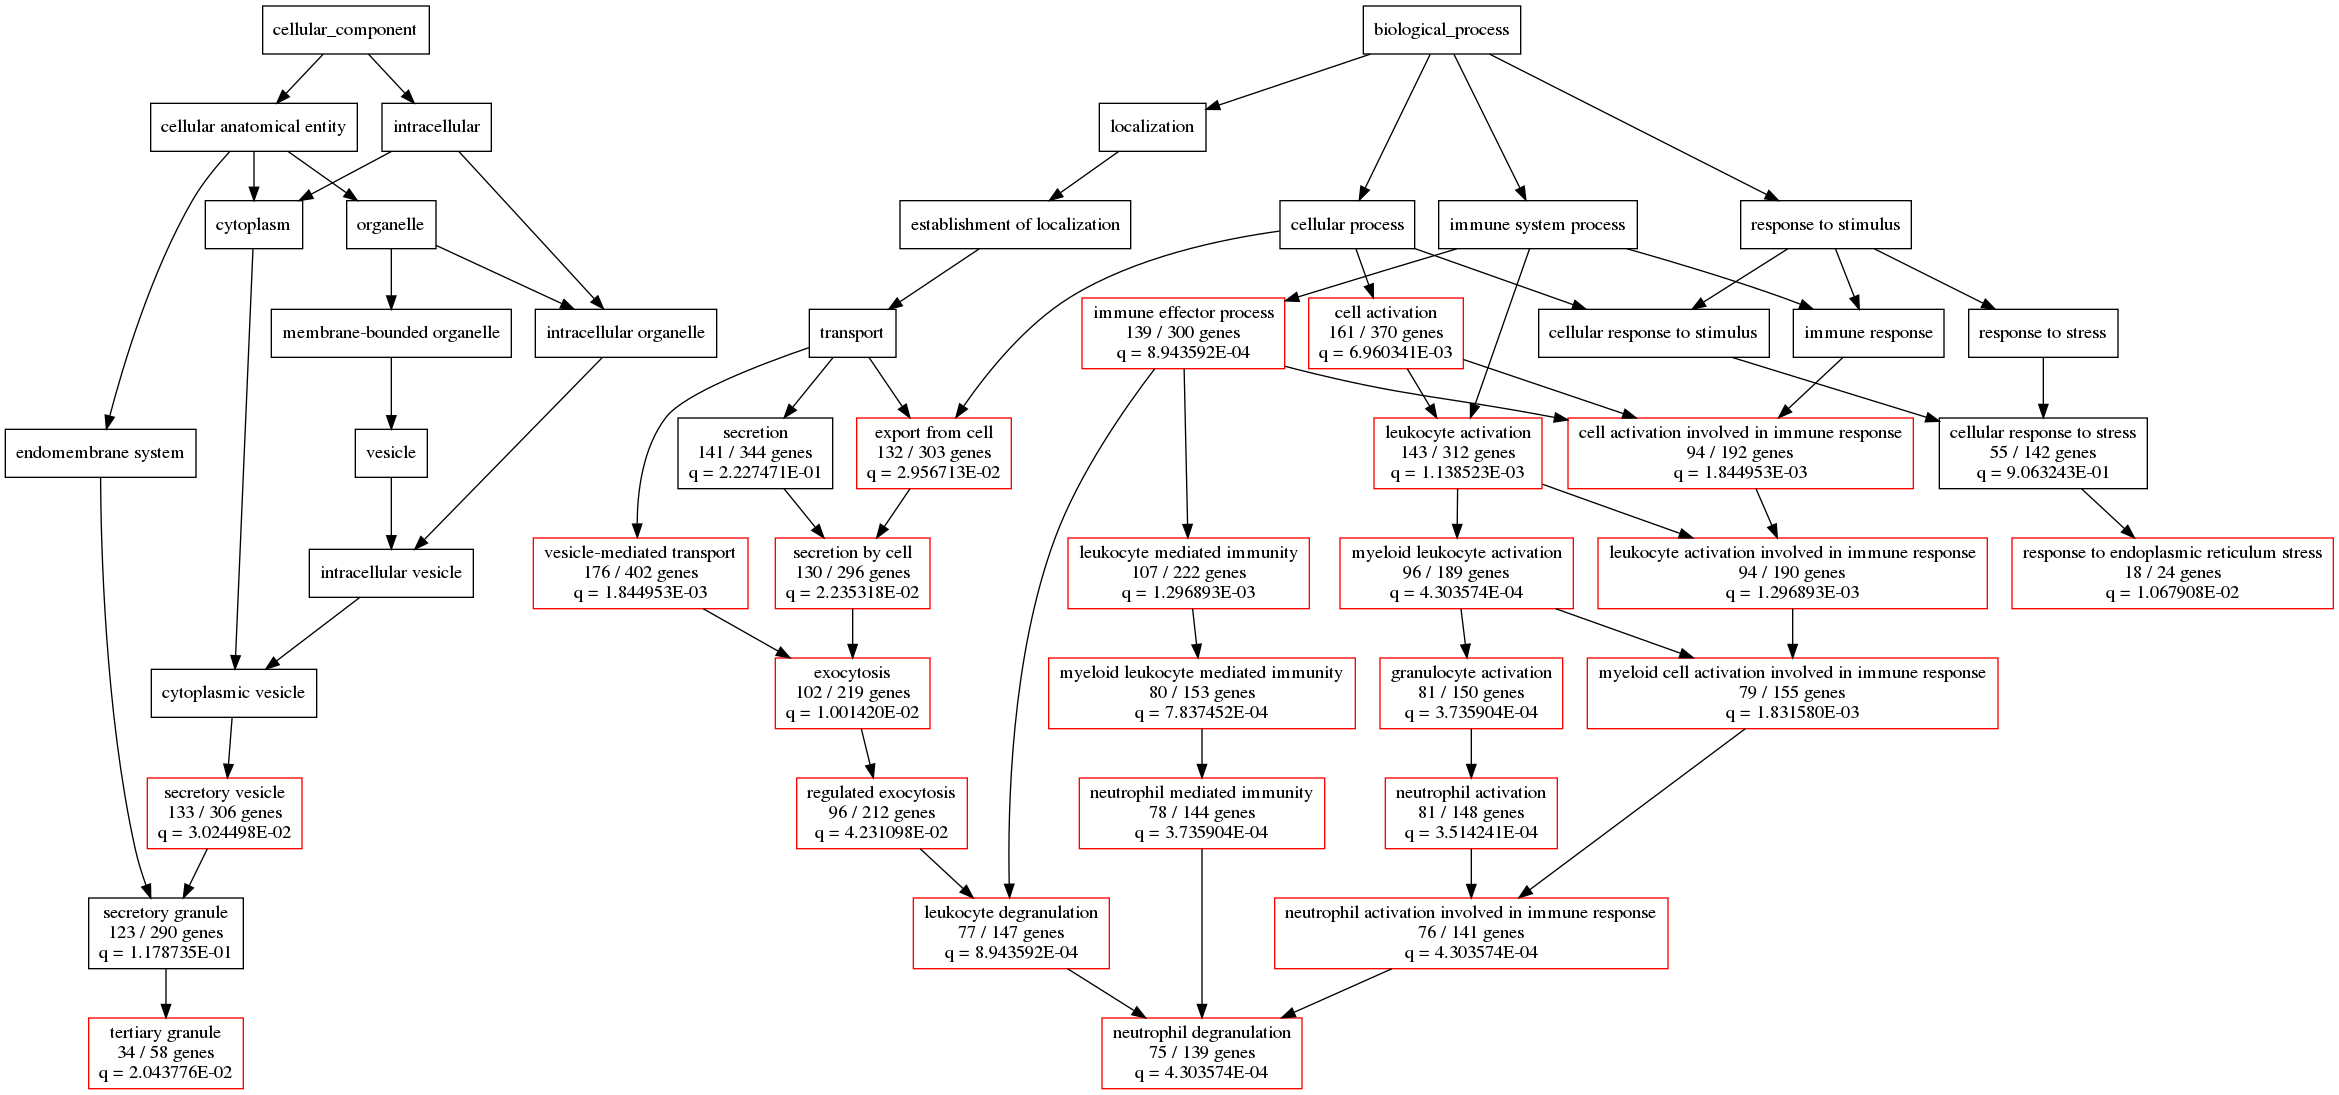 cellular_component
biological_process
cellular anatomical entity
intracellular
localization
cytoplasm
organelle
establishment of localization
cellular process
immune system process
response to stimulus
membrane-bounded organelle
intracellular organelle
transport
immune effector process
139 / 300 genes
q = 8.943592E-04
cell activation
161 / 370 genes
q = 6.960341E-03
cellular response to stimulus
immune response
response to stress
endomembrane system
vesicle
secretion
141 / 344 genes
q = 2.227471E-01
export from cell
132 / 303 genes
q = 2.956713E-02
leukocyte activation
143 / 312 genes
q = 1.138523E-03
cell activation involved in immune response
94 / 192 genes
q = 1.844953E-03
cellular response to stress
55 / 142 genes
q = 9.063243E-01
intracellular vesicle
vesicle-mediated transport
176 / 402 genes
q = 1.844953E-03
secretion by cell
130 / 296 genes
q = 2.235318E-02
leukocyte mediated immunity
107 / 222 genes
q = 1.296893E-03
myeloid leukocyte activation
96 / 189 genes
q = 4.303574E-04
leukocyte activation involved in immune response
94 / 190 genes
q = 1.296893E-03
response to endoplasmic reticulum stress
18 / 24 genes
q = 1.067908E-02
cytoplasmic vesicle
exocytosis
102 / 219 genes
q = 1.001420E-02
myeloid leukocyte mediated immunity
80 / 153 genes
q = 7.837452E-04
granulocyte activation
81 / 150 genes
q = 3.735904E-04
myeloid cell activation involved in immune response
79 / 155 genes
q = 1.831580E-03
secretory vesicle
133 / 306 genes
q = 3.024498E-02
regulated exocytosis
96 / 212 genes
q = 4.231098E-02
neutrophil mediated immunity
78 / 144 genes
q = 3.735904E-04
neutrophil activation
81 / 148 genes
q = 3.514241E-04
secretory granule
123 / 290 genes
q = 1.178735E-01
leukocyte degranulation
77 / 147 genes
q = 8.943592E-04
neutrophil activation involved in immune response
76 / 141 genes
q = 4.303574E-04
tertiary granule
34 / 58 genes
q = 2.043776E-02
neutrophil degranulation
75 / 139 genes
q = 4.303574E-04